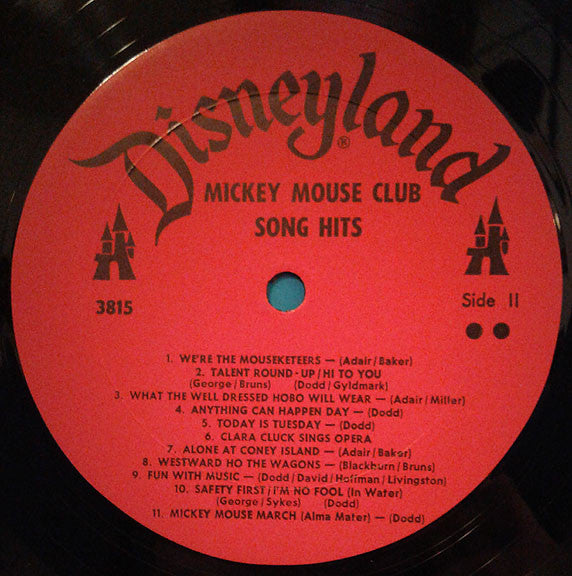 Disneyland®
MICKEY MOUSE CLUB
SONG HITS
3815
Side II
1. WE'RE THE MOUSEKETEERS — (Adair/Baker)
2. TALENT ROUND-UP/HI TO YOU
(George/Bruns) (Dodd/Gyldmark)
3. WHAT THE WELL DRESSED HOBO WILL WEAR — (Adair/Miller)
4. ANYTHING CAN HAPPEN DAY — (Dodd)
5. TODAY IS TUESDAY — (Dodd)
6. CLARA CLUCK SINGS OPERA
7. ALONE AT CONEY ISLAND — (Adair/Baker)
8. WESTWARD HO THE WAGONS — (Blackburn/Bruns)
9. FUN WITH MUSIC — (Dodd/David/Hoffman/Livingston)
10. SAFETY FIRST/I'M NO FOOL (In Water)
(George/Sykes) (Dodd)
11. MICKEY MOUSE MARCH (Alma Mater) — (Dodd)